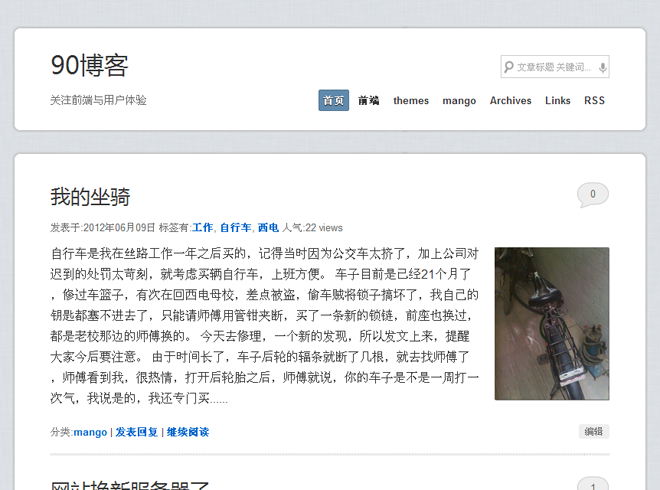 90博客
文章标题 关键词...
关注前端与用户体验
首页 前端 themes mango Archives Links RSS
我的坐骑
0
发表于:2012年06月09日 标签有:工作, 自行车, 西电 人气:22 views
自行车是我在丝路工作一年之后买的，记得当时因为公交车太挤了，加上公司对
迟到的处罚太苛刻，就考虑买辆自行车，上班方便。 车子目前是已经21个月了
，修过车篮子，有次在回西电母校，差点被盗，偷车贼将锁子搞坏了，我自己的
钥匙都塞不进去了，只能请师傅用管钳夹断，买了一条新的锁链，前座也换过，
都是老校那边的师傅换的。 今天去修理，一个新的发现，所以发文上来，提醒
大家今后要注意。 由于时间长了，车子后轮的辐条就断了几根，就去找师傅了
，师傅看到我，很热情，打开后轮胎之后，师傅就说，你的车子是不是一周打一
次气，我说是的，我还专门买......
分类:mango | 发表回复 | 继续阅读
编辑
网站换新服务器了
1